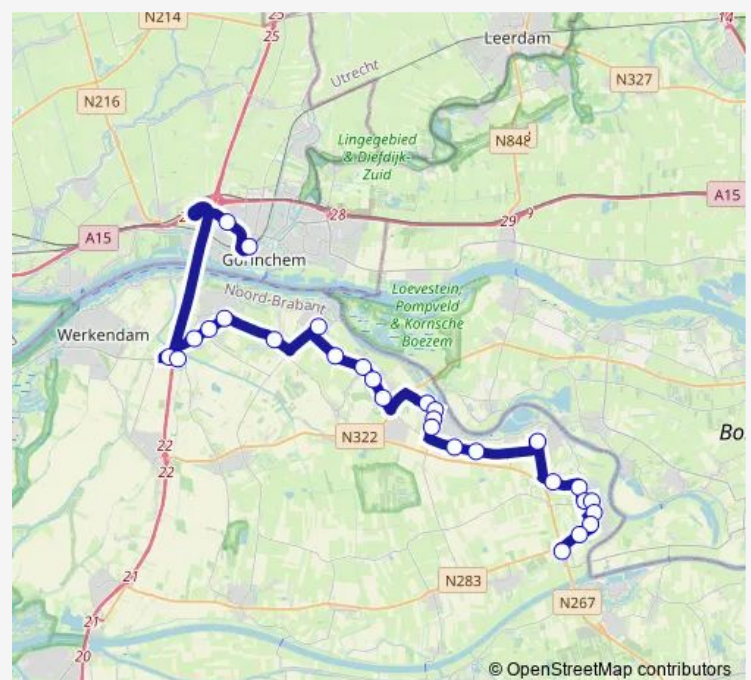 N214
25
25
14
Leerdam
Utrecht
N327
N216
Lingegebied
& Diefdijk-
Zuid
N848
A15
28
29
9
2
A15
Gorinchem
Noord-Brabant
Loevestein,
Pompveld
& Kornsche
Boezem
Werkendam
N322
22
22
Bo
21
N283
N267
21
20
© OpenStreetMap contributors